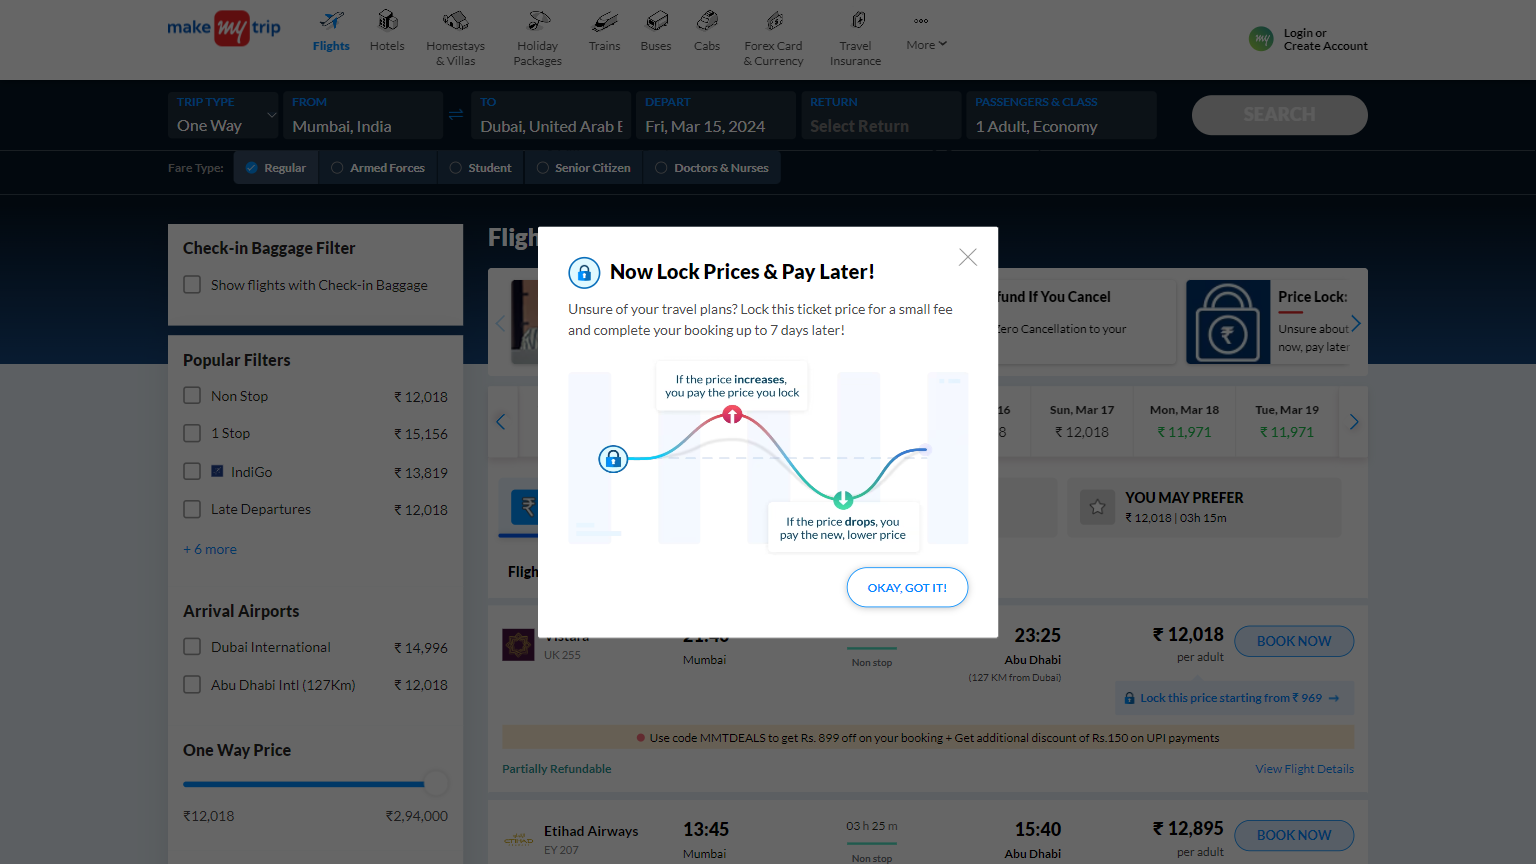 make my trip
Flights
Hotels
Homestays
& Villas
Holiday
Packages
Trains
Buses
Cabs
Forex Card
& Currency
Travel
Insurance
More
my
Login or
Create Account
TRIP TYPE
One Way
FROM
Mumbai, India
TO
Dubai, United Arab E
DEPART
Fri, Mar 15, 2024
RETURN
Select Return
PASSENGERS & CLASS
1 Adult, Economy
SEARCH
Fare Type:
Regular
Armed Forces
Student
Senior Citizen
Doctors & Nurses
Check-in Baggage Filter
Show flights with Check-in Baggage
Popular Filters
Non Stop ₹ 12,018
1 Stop ₹ 15,156
IndiGo ₹ 13,819
Late Departures ₹ 12,018
+ 6 more
Arrival Airports
Dubai International ₹ 14,996
Abu Dhabi Intl (127Km) ₹ 12,018
One Way Price
₹12,018 ₹2,94,000
Now Lock Prices & Pay Later!
Unsure of your travel plans? Lock this ticket price for a small fee
and complete your booking up to 7 days later!
If the price increases,
you pay the price you lock
If the price drops, you
pay the new, lower price
OKAY, GOT IT!
Fligh
fund If You Cancel
Zero Cancellation to your
Price Lock:
Unsure about
now, pay later
16
8
Sun, Mar 17
₹ 12,018
Mon, Mar 18
₹ 11,971
Tue, Mar 19
₹ 11,971
₹
YOU MAY PREFER
₹ 12,018 | 03h 15m
Fligh
Vistara
UK 255
21:40
Mumbai
Non stop
23:25
Abu Dhabi
(127 KM from Dubai)
₹ 12,018
per adult
BOOK NOW
Lock this price starting from ₹ 969 →
Use code MMTDEALS to get Rs. 899 off on your booking + Get additional discount of Rs.150 on UPI payments
Partially Refundable
View Flight Details
ETIHAD
Etihad Airways
EY 207
13:45
Mumbai
03 h 25 m
Non stop
15:40
Abu Dhabi
₹ 12,895
per adult
BOOK NOW